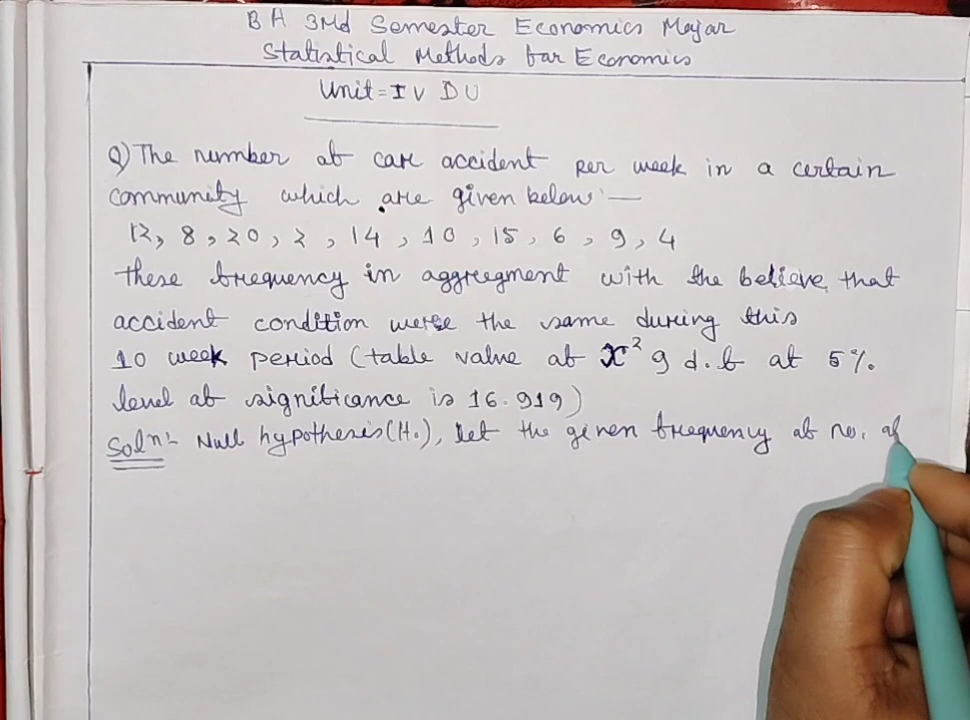 BA 3rd Semester Economics Major
Statistical Methods for Economics
Unit = IV DU
Q) The number of car accident per week in a certain
community which are given below :—
12, 8, 20, 2, 14, 10, 15, 6, 9, 4
these frequency in aggreegment with the believe that
accident condition were the same during this
10 week period (table value of x² 9 d.f at 5%
level of significance is 16.919)
Soln:- Null hypothesis (H₀), let the given frequency of no. of